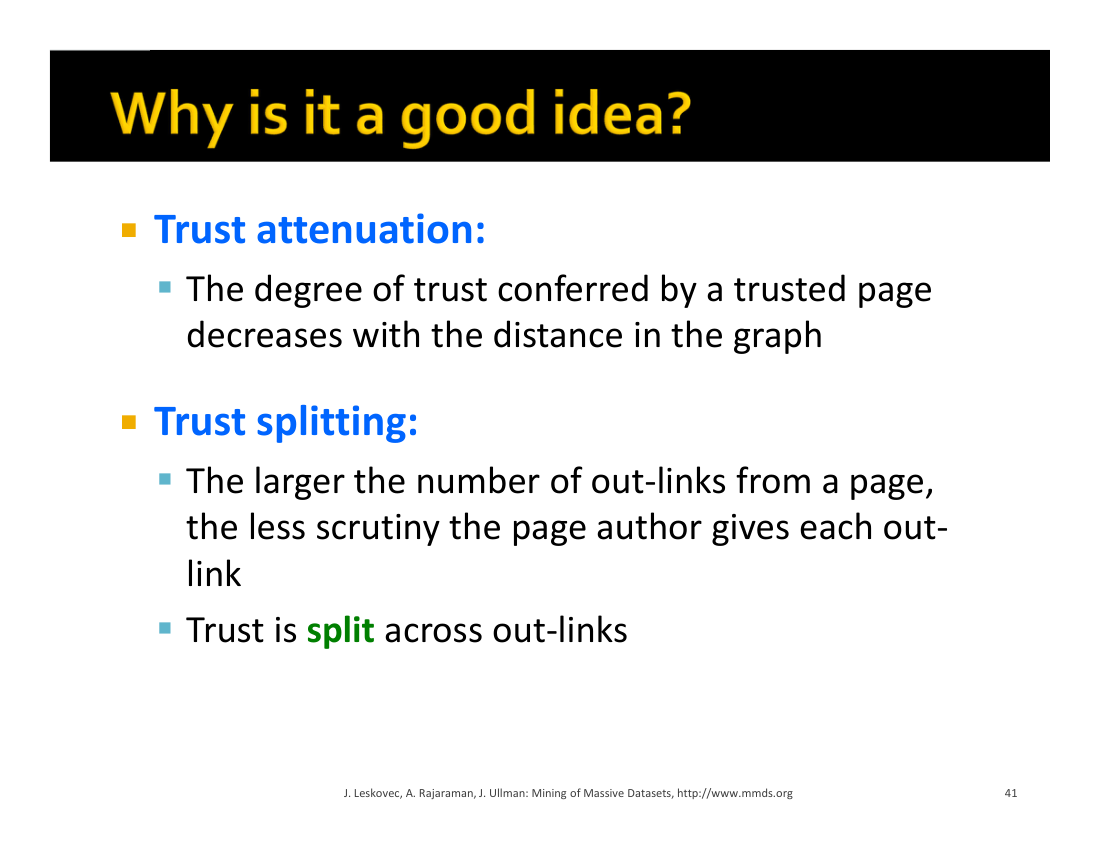 Why is it a good idea?
Trust attenuation:
The degree of trust conferred by a trusted page
decreases with the distance in the graph
Trust splitting:
The larger the number of out-links from a page,
the less scrutiny the page author gives each out-
link
Trust is split across out-links
J. Leskovec, A. Rajaraman, J. Ullman: Mining of Massive Datasets, http://www.mmds.org
41